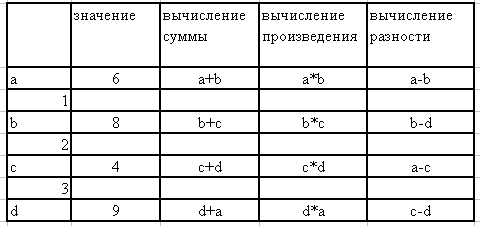 значение вычисление суммы вычисление произведения вычисление разности
a 6 a+b a*b a-b
1
b 8 b+c b*c b-d
2
c 4 c+d c*d a-c
3
d 9 d+a d*a c-d